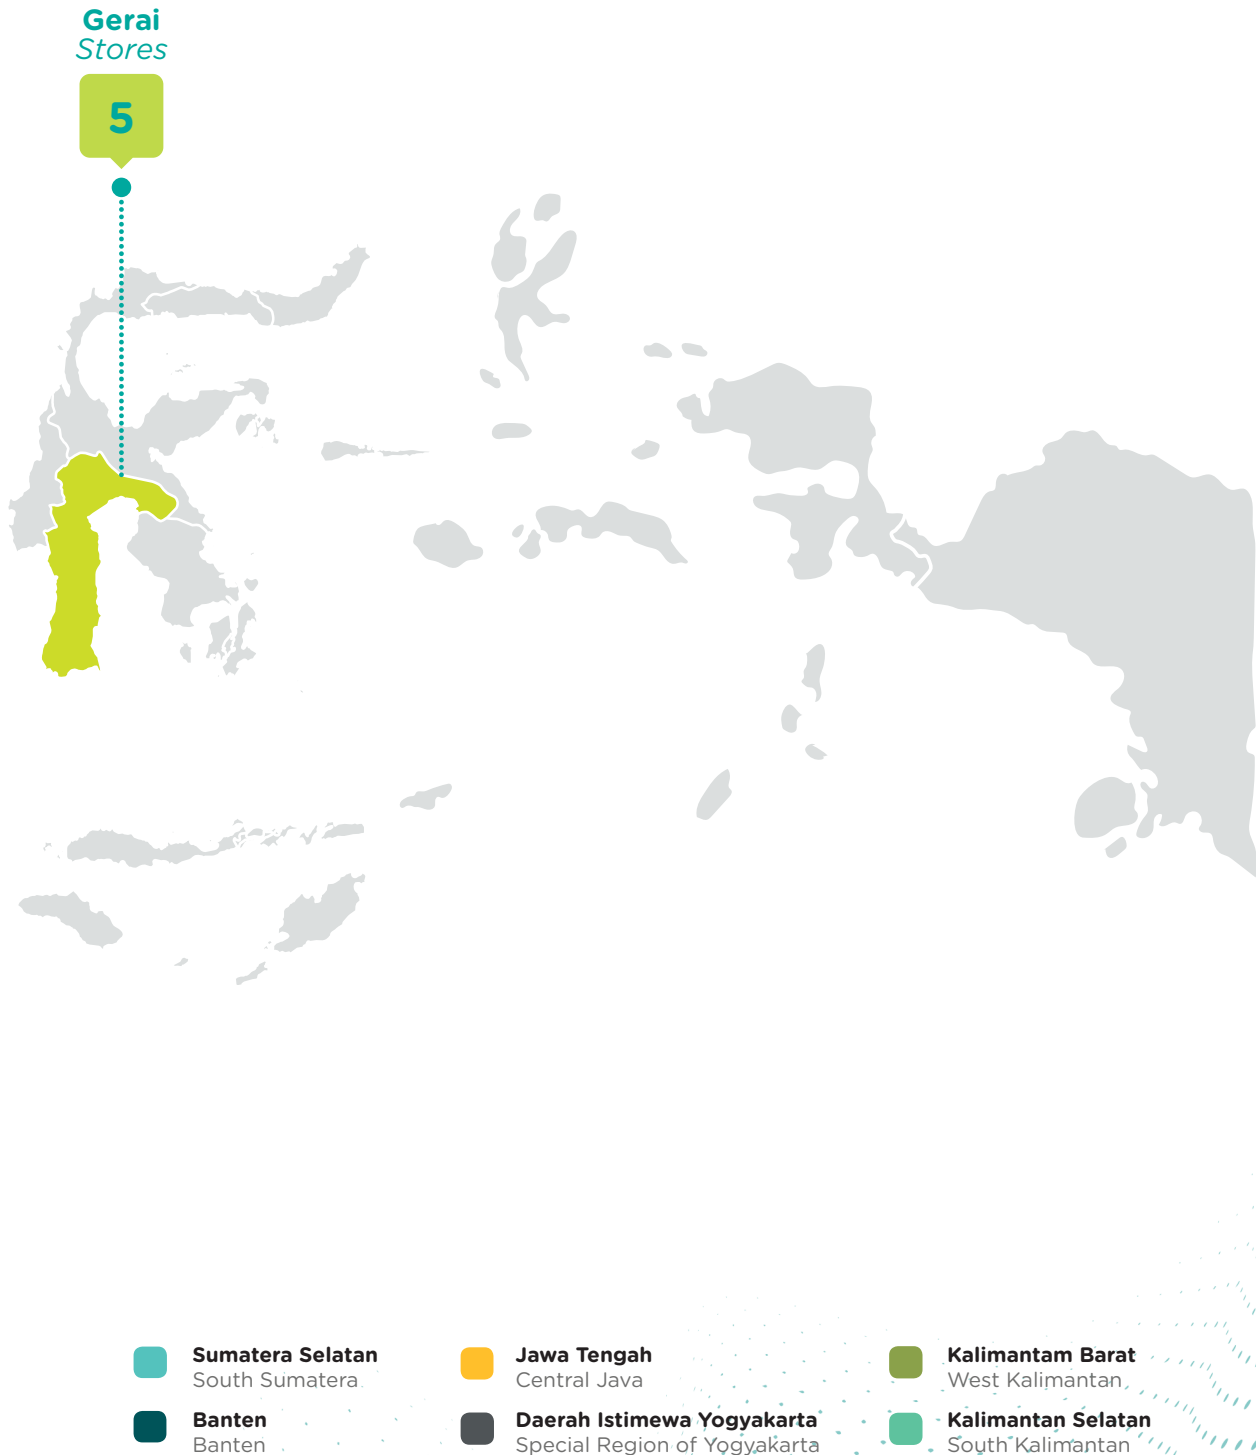 Gerai
Stores
5
Sumatera Selatan
South Sumatera
Banten
Banten
Jawa Tengah
Central Java
Daerah Istimewa Yogyakarta
Special Region of Yogyakarta
Kalimantam Barat
West Kalimantan
Kalimantan Selatan
South Kalimantan